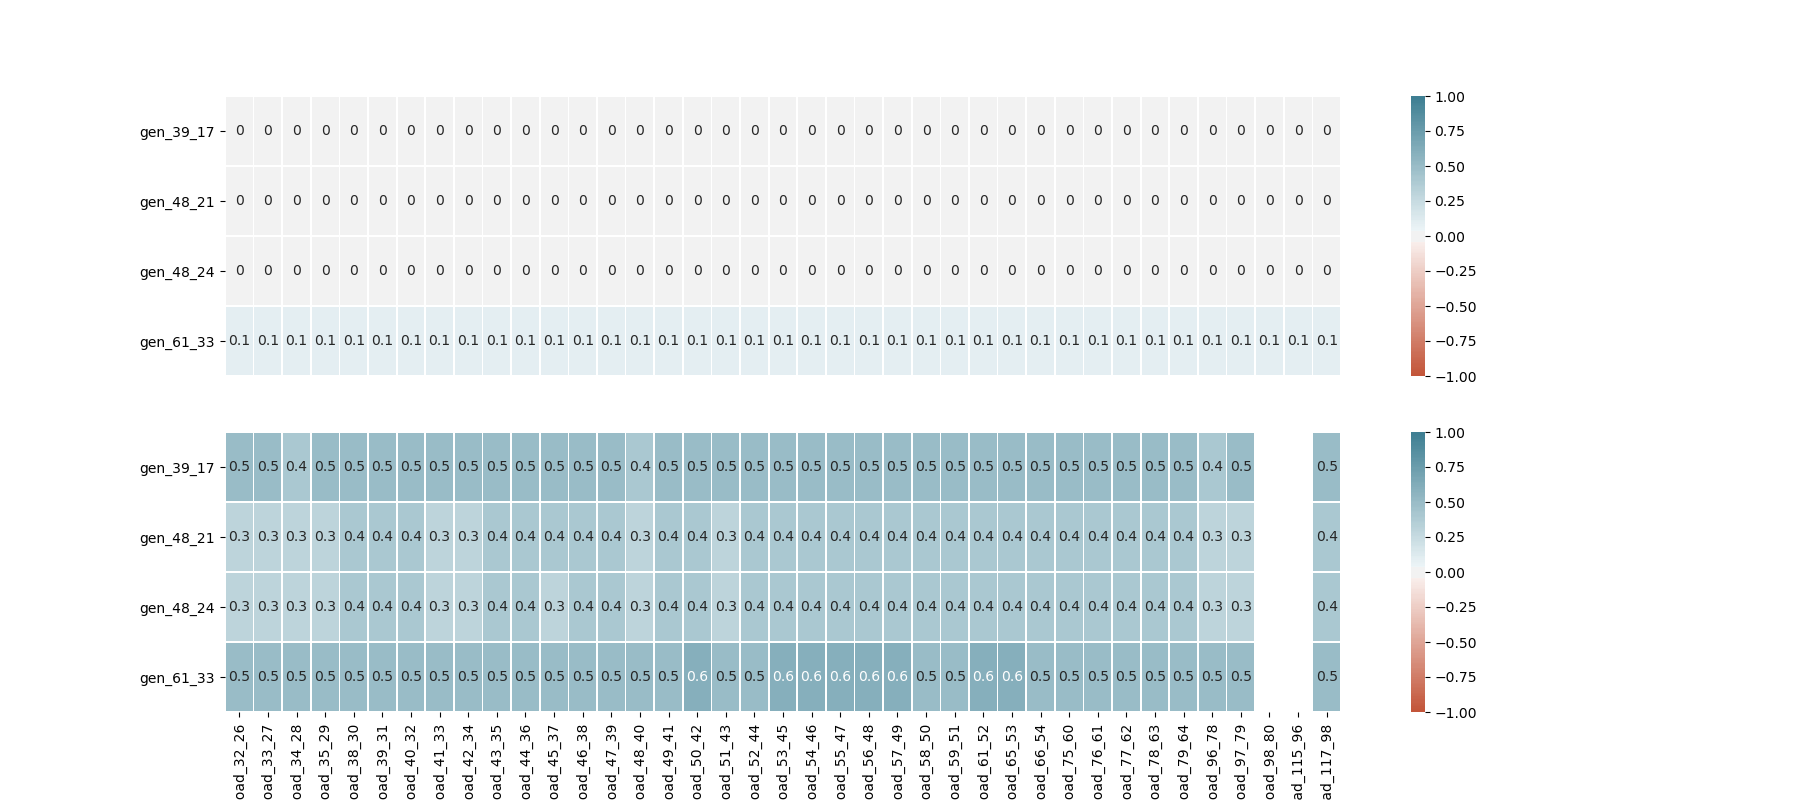 gen_39_17 0 0 0 0 0 0 0 0 0 0 0 0 0 0 0 0 0 0 0 0 0 0 0 0 0 0 0 0 0 0 0 0 0 0 0 0 0 0 0
gen_48_21 0 0 0 0 0 0 0 0 0 0 0 0 0 0 0 0 0 0 0 0 0 0 0 0 0 0 0 0 0 0 0 0 0 0 0 0 0 0 0
gen_48_24 0 0 0 0 0 0 0 0 0 0 0 0 0 0 0 0 0 0 0 0 0 0 0 0 0 0 0 0 0 0 0 0 0 0 0 0 0 0 0
gen_61_33 0.1 0.1 0.1 0.1 0.1 0.1 0.1 0.1 0.1 0.1 0.1 0.1 0.1 0.1 0.1 0.1 0.1 0.1 0.1 0.1 0.1 0.1 0.1 0.1 0.1 0.1 0.1 0.1 0.1 0.1 0.1 0.1 0.1 0.1 0.1 0.1 0.1 0.1 0.1
1.00
0.75
0.50
0.25
0.00
−0.25
−0.50
−0.75
−1.00
gen_39_17 0.5 0.5 0.4 0.5 0.5 0.5 0.5 0.5 0.5 0.5 0.5 0.5 0.5 0.5 0.4 0.5 0.5 0.5 0.5 0.5 0.5 0.5 0.5 0.5 0.5 0.5 0.5 0.5 0.5 0.5 0.5 0.5 0.5 0.5 0.4 0.5 0.5
gen_48_21 0.3 0.3 0.3 0.3 0.4 0.4 0.4 0.3 0.3 0.4 0.4 0.4 0.4 0.4 0.3 0.4 0.4 0.3 0.4 0.4 0.4 0.4 0.4 0.4 0.4 0.4 0.4 0.4 0.4 0.4 0.4 0.4 0.4 0.4 0.3 0.3 0.4
gen_48_24 0.3 0.3 0.3 0.3 0.4 0.4 0.4 0.3 0.3 0.4 0.4 0.3 0.4 0.4 0.3 0.4 0.4 0.3 0.4 0.4 0.4 0.4 0.4 0.4 0.4 0.4 0.4 0.4 0.4 0.4 0.4 0.4 0.4 0.4 0.3 0.3 0.4
gen_61_33 0.5 0.5 0.5 0.5 0.5 0.5 0.5 0.5 0.5 0.5 0.5 0.5 0.5 0.5 0.5 0.5 0.6 0.5 0.5 0.6 0.6 0.6 0.6 0.6 0.5 0.5 0.6 0.6 0.5 0.5 0.5 0.5 0.5 0.5 0.5 0.5 0.5
1.00
0.75
0.50
0.25
0.00
−0.25
−0.50
−0.75
−1.00
oad_32_26
oad_33_27
oad_34_28
oad_35_29
oad_38_30
oad_39_31
oad_40_32
oad_41_33
oad_42_34
oad_43_35
oad_44_36
oad_45_37
oad_46_38
oad_47_39
oad_48_40
oad_49_41
oad_50_42
oad_51_43
oad_52_44
oad_53_45
oad_54_46
oad_55_47
oad_56_48
oad_57_49
oad_58_50
oad_59_51
oad_61_52
oad_65_53
oad_66_54
oad_75_60
oad_76_61
oad_77_62
oad_78_63
oad_79_64
oad_96_78
oad_97_79
oad_98_80
ad_115_96
ad_117_98